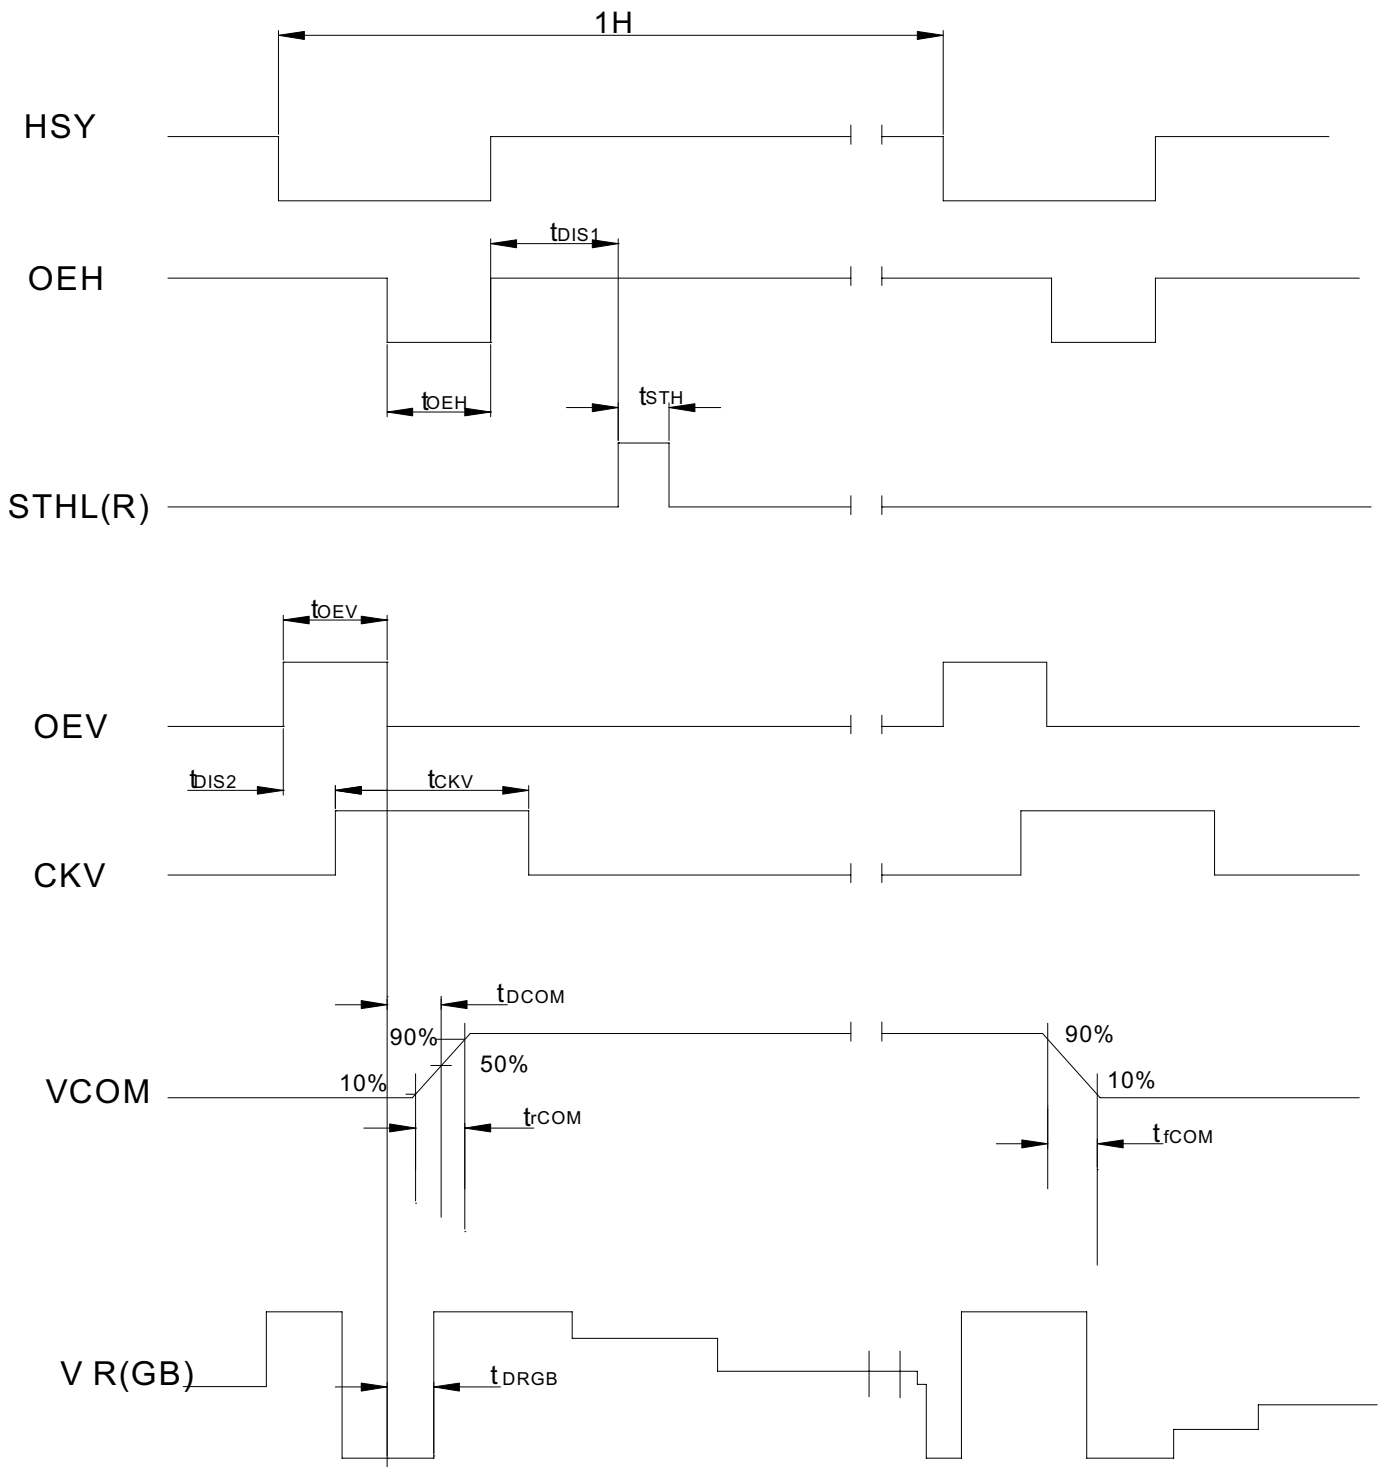 1H
HSY
tDIS1
OEH
tOEH
tSTH
STHL(R)
tOEV
OEV
tDIS2
tCKV
CKV
tDCOM
90%
90%
50%
10%
10%
VCOM
trCOM
tfCOM
V R(GB)
tDRGB